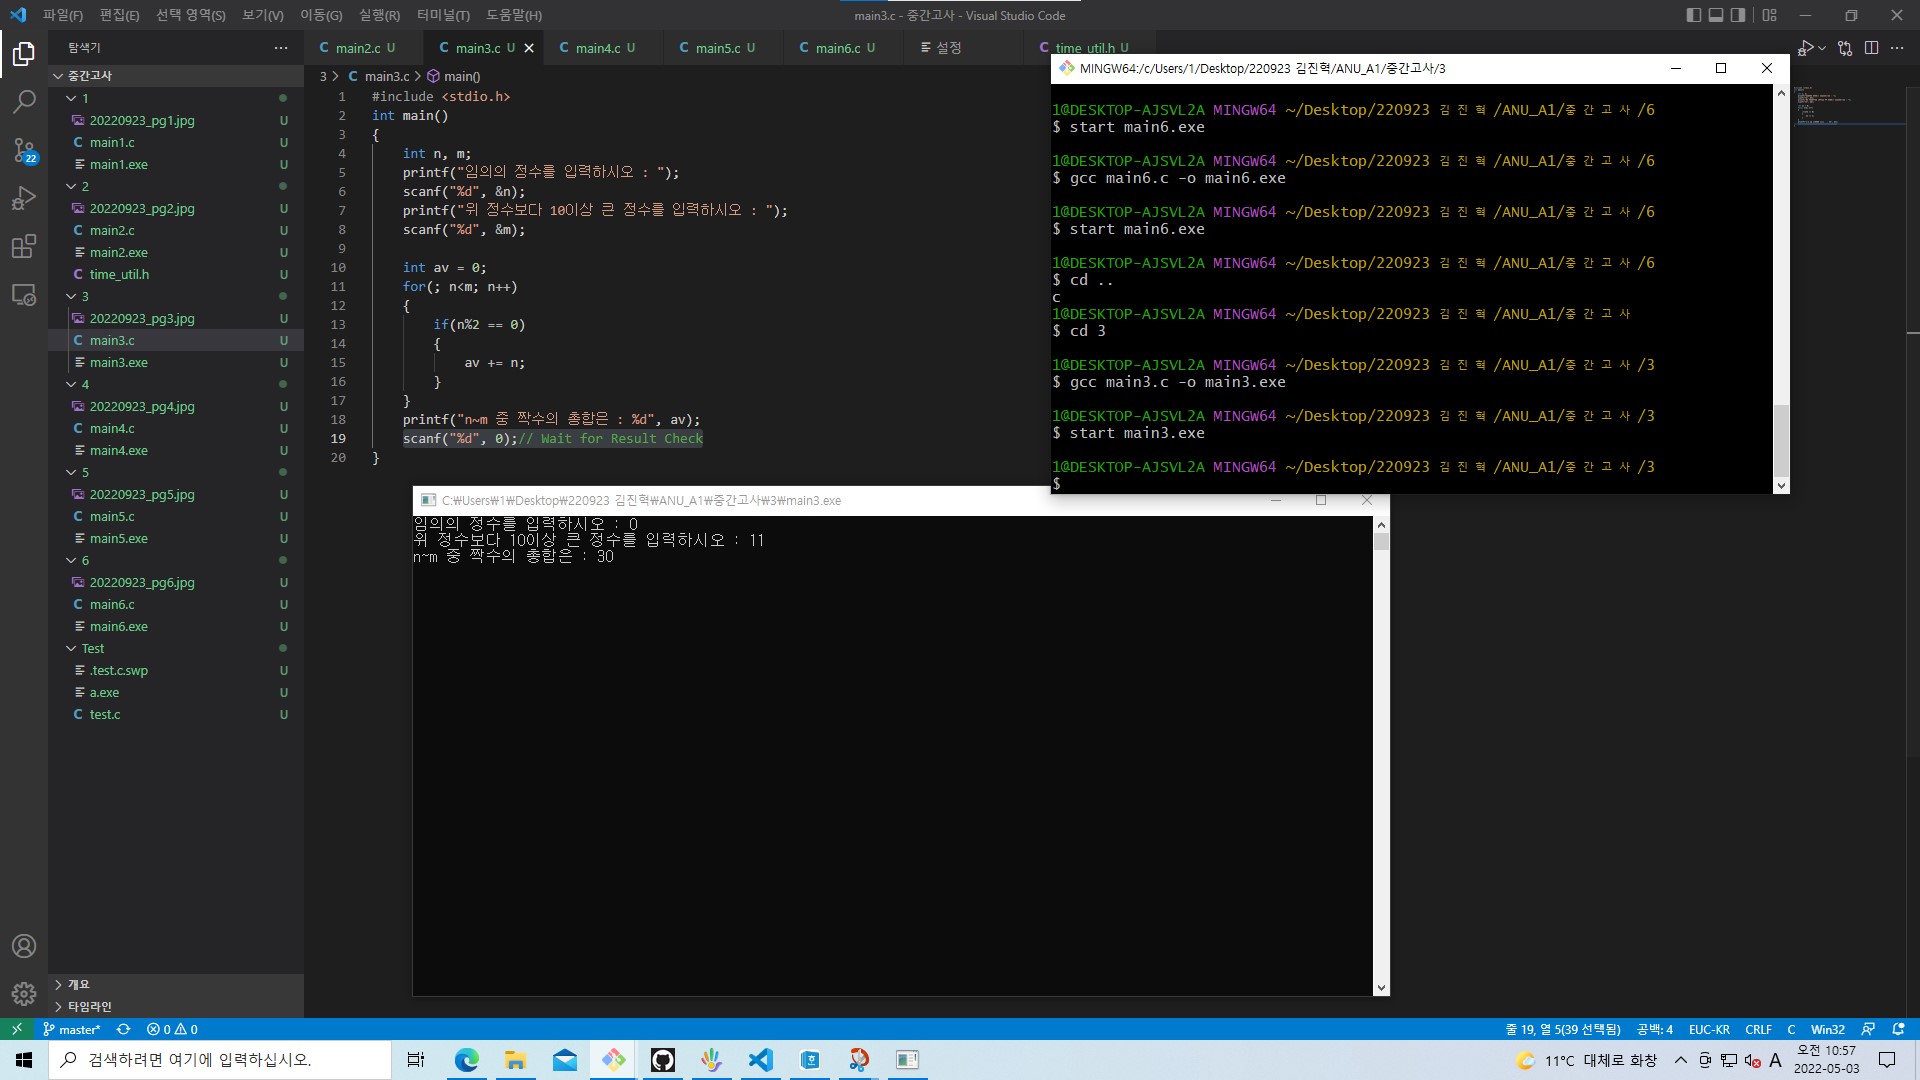 파일(F) 편집(E) 선택 영역(S) 보기(V) 이동(G) 실행(R) 터미널(T) 도움말(H)
main3.c - 중간고사 - Visual Studio Code
탐색기
main2.c U
main3.c U
main4.c U
main5.c U
main6.c U
설정
time_util.h U
중간고사
1
20220923_pg1.jpg U
main1.c U
main1.exe U
2
20220923_pg2.jpg U
main2.c U
main2.exe U
time_util.h U
3
20220923_pg3.jpg U
main3.c U
main3.exe U
4
20220923_pg4.jpg U
main4.c U
main4.exe U
5
20220923_pg5.jpg U
main5.c U
main5.exe U
6
20220923_pg6.jpg U
main6.c U
main6.exe U
Test
.test.c.swp U
a.exe U
test.c U
개요
타임라인
22
3 > C main3.c > main()
1 #include <stdio.h>
2 int main()
3 {
4 int n, m;
5 printf("임의의 정수를 입력하시오 : ");
6 scanf("%d", &n);
7 printf("위 정수보다 10이상 큰 정수를 입력하시오 : ");
8 scanf("%d", &m);
9
10 int av = 0;
11 for(; n<m; n++)
12 {
13 if(n%2 == 0)
14 {
15 av += n;
16 }
17 }
18 printf("n~m 중 짝수의 총합은 : %d", av);
19 scanf("%d", 0);// Wait for Result Check
20 }
MINGW64:/c/Users/1/Desktop/220923 김진혁/ANU_A1/중간고사/3
1@DESKTOP-AJSVL2A MINGW64 ~/Desktop/220923 김진혁/ANU_A1/중간고사/6
$ start main6.exe
1@DESKTOP-AJSVL2A MINGW64 ~/Desktop/220923 김진혁/ANU_A1/중간고사/6
$ gcc main6.c -o main6.exe
1@DESKTOP-AJSVL2A MINGW64 ~/Desktop/220923 김진혁/ANU_A1/중간고사/6
$ start main6.exe
1@DESKTOP-AJSVL2A MINGW64 ~/Desktop/220923 김진혁/ANU_A1/중간고사/6
$ cd ..
c
1@DESKTOP-AJSVL2A MINGW64 ~/Desktop/220923 김진혁/ANU_A1/중간고사
$ cd 3
1@DESKTOP-AJSVL2A MINGW64 ~/Desktop/220923 김진혁/ANU_A1/중간고사/3
$ gcc main3.c -o main3.exe
1@DESKTOP-AJSVL2A MINGW64 ~/Desktop/220923 김진혁/ANU_A1/중간고사/3
$ start main3.exe
1@DESKTOP-AJSVL2A MINGW64 ~/Desktop/220923 김진혁/ANU_A1/중간고사/3
$
C:₩Users₩1₩Desktop₩220923 김진혁₩ANU_A1₩중간고사₩3₩main3.exe
임의의 정수를 입력하시오 : 0
위 정수보다 10이상 큰 정수를 입력하시오 : 11
n~m 중 짝수의 총합은 : 30
master* 0 0
줄 19, 열 5(39 선택됨) 공백: 4 EUC-KR CRLF C Win32
검색하려면 여기에 입력하십시오.
11°C 대체로 화창 A 오전 10:57
2022-05-03